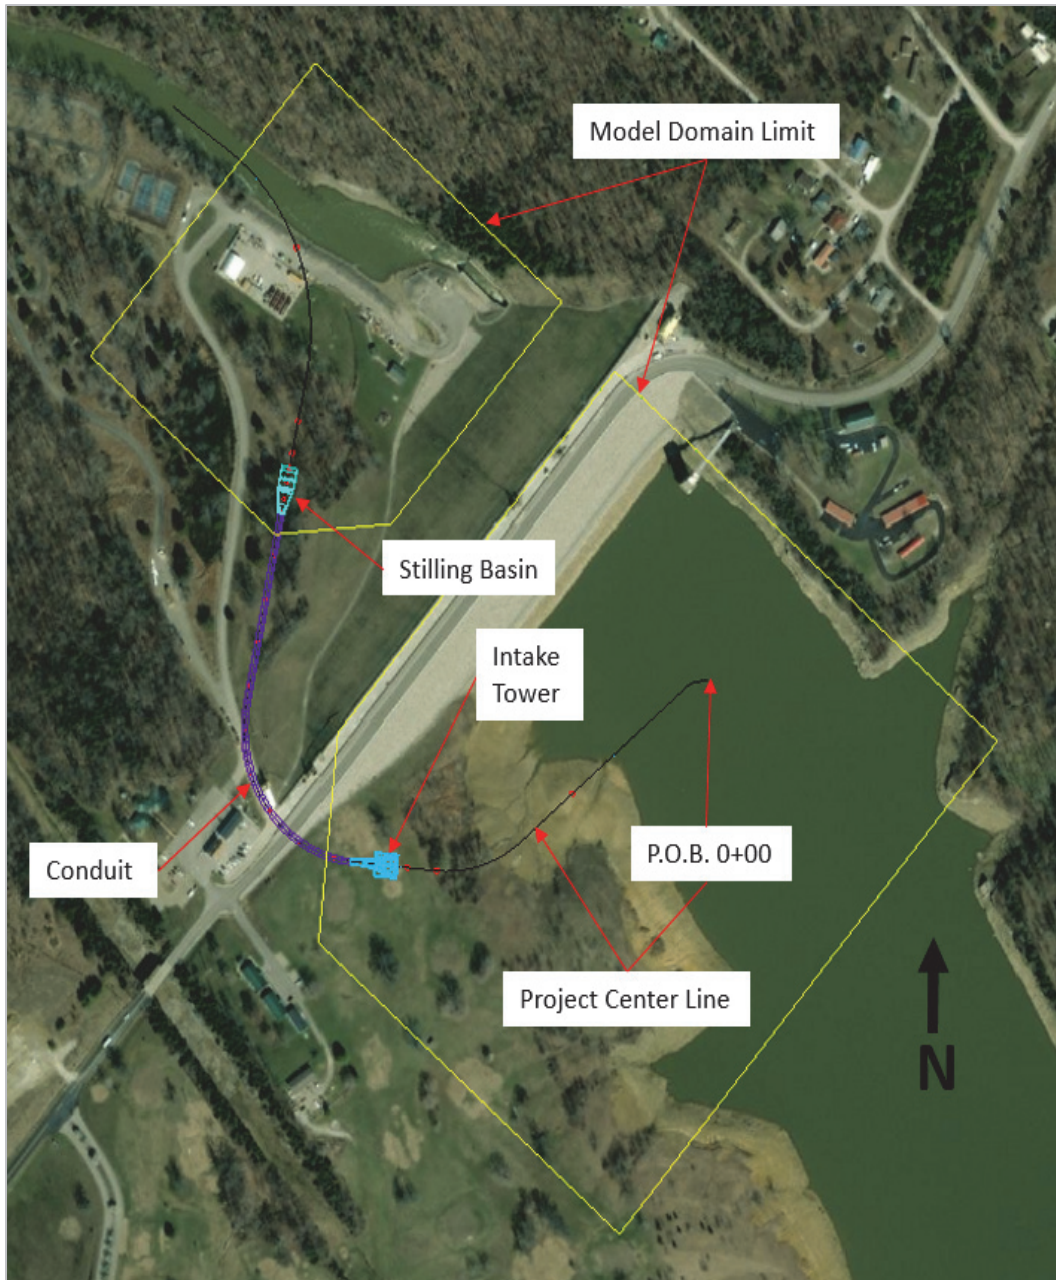 Model Domain Limit
Stilling Basin
Intake
Tower
P.O.B. 0+00
Conduit
Project Center Line
N